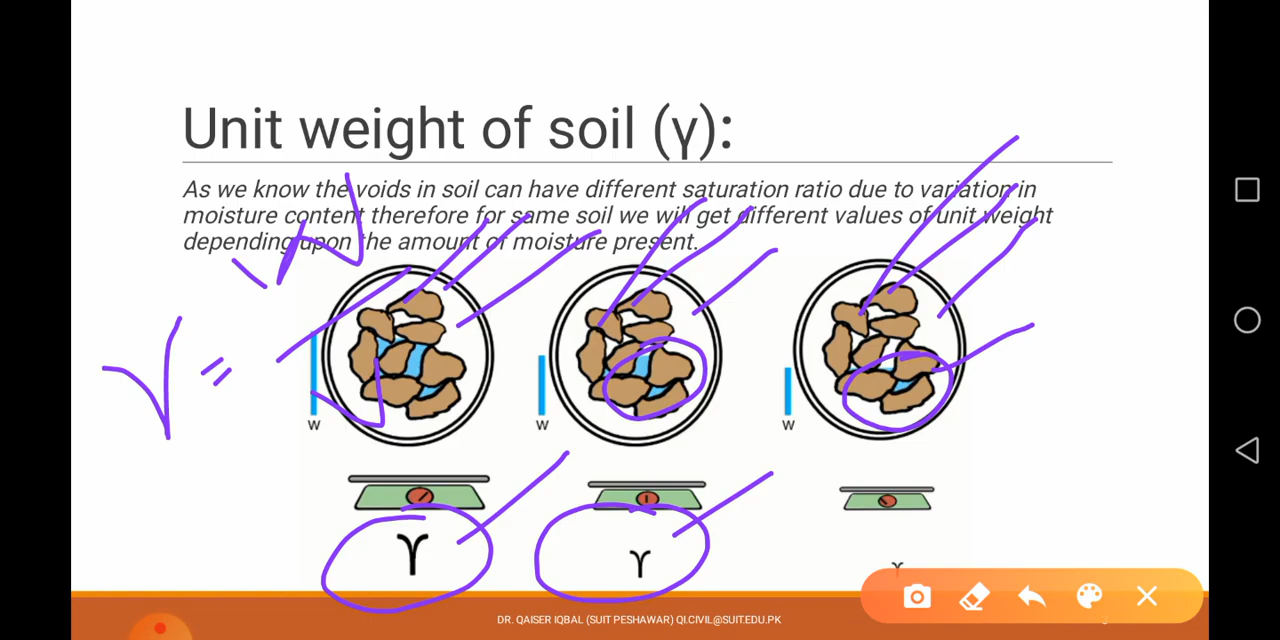 Unit weight of soil (γ):
As we know the voids in soil can have different saturation ratio due to variation in
moisture content therefore for same soil we will get different values of unit weight
depending upon the amount of moisture present.
γ = W
V
w w w
γ γ γ
DR. QAISER IQBAL (SUIT PESHAWAR) QI.CIVIL@SUIT.EDU.PK